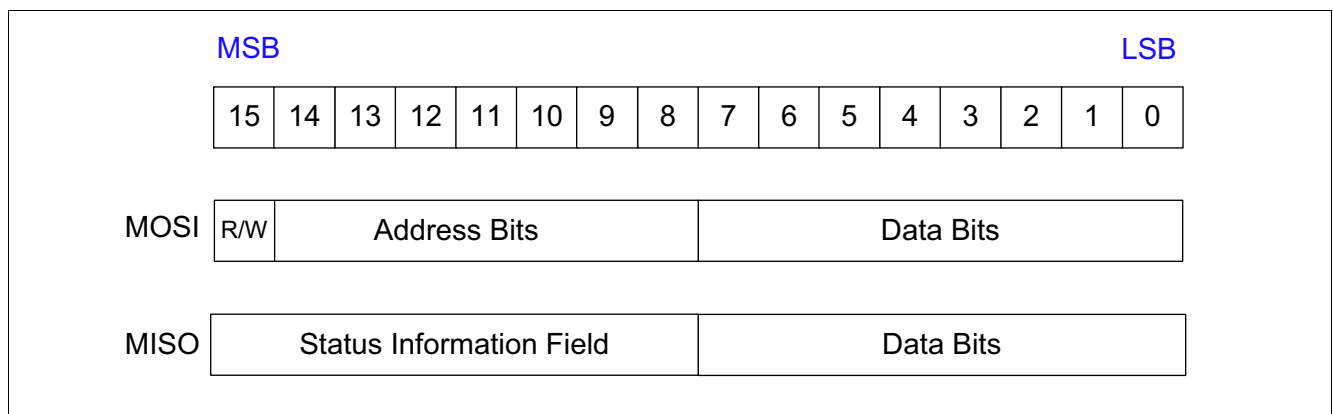 MSB LSB
15 14 13 12 11 10 9 8 7 6 5 4 3 2 1 0
MOSI R/W Address Bits Data Bits
MISO Status Information Field Data Bits